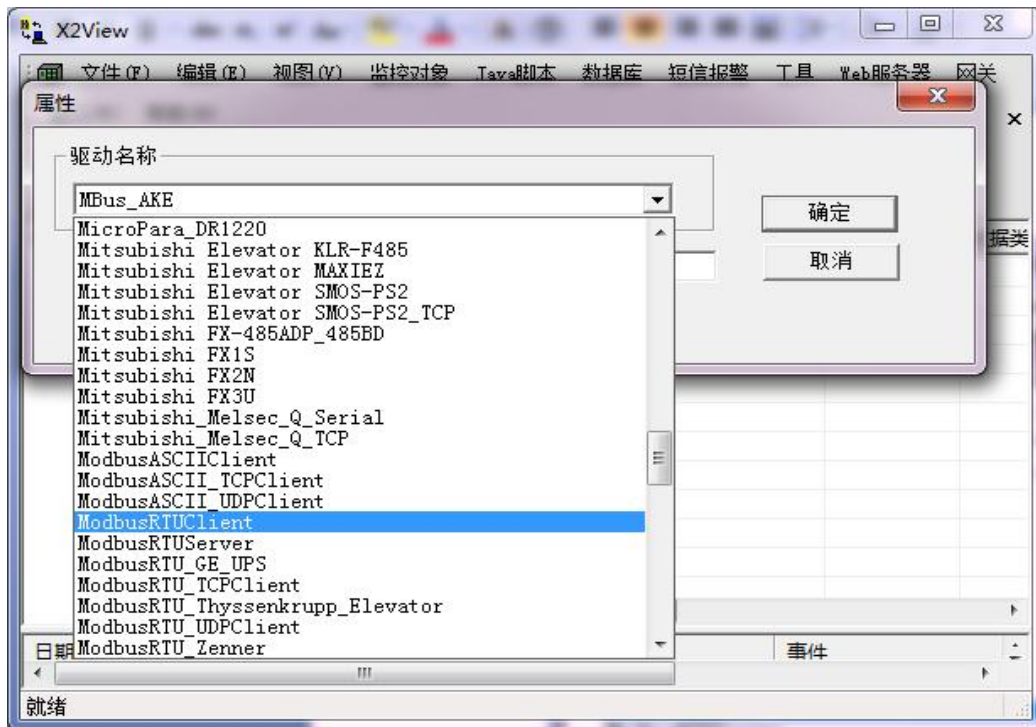 X2View
文件(F) 编辑(E) 视图(V) 监控对象 Java脚本 数据库 短信报警 工具 Web服务器 网关
属性
驱动名称
MBus_AKE
确定
取消
据类
MicroPara_DR1220
Mitsubishi Elevator KLR-F485
Mitsubishi Elevator MAXIEZ
Mitsubishi Elevator SMOS-PS2
Mitsubishi Elevator SMOS-PS2_TCP
Mitsubishi FX-485ADP_485BD
Mitsubishi FX1S
Mitsubishi FX2N
Mitsubishi FX3U
Mitsubishi_Melsec_Q_Serial
Mitsubishi_Melsec_Q_TCP
ModbusASCIIClient
ModbusASCII_TCPClient
ModbusASCII_UDPClient
ModbusRTUClient
ModbusRTUServer
ModbusRTU_GE_UPS
ModbusRTU_TCPClient
ModbusRTU_Thyssenkrupp_Elevator
ModbusRTU_UDPClient
ModbusRTU_Zenner
日期 事件
就绪